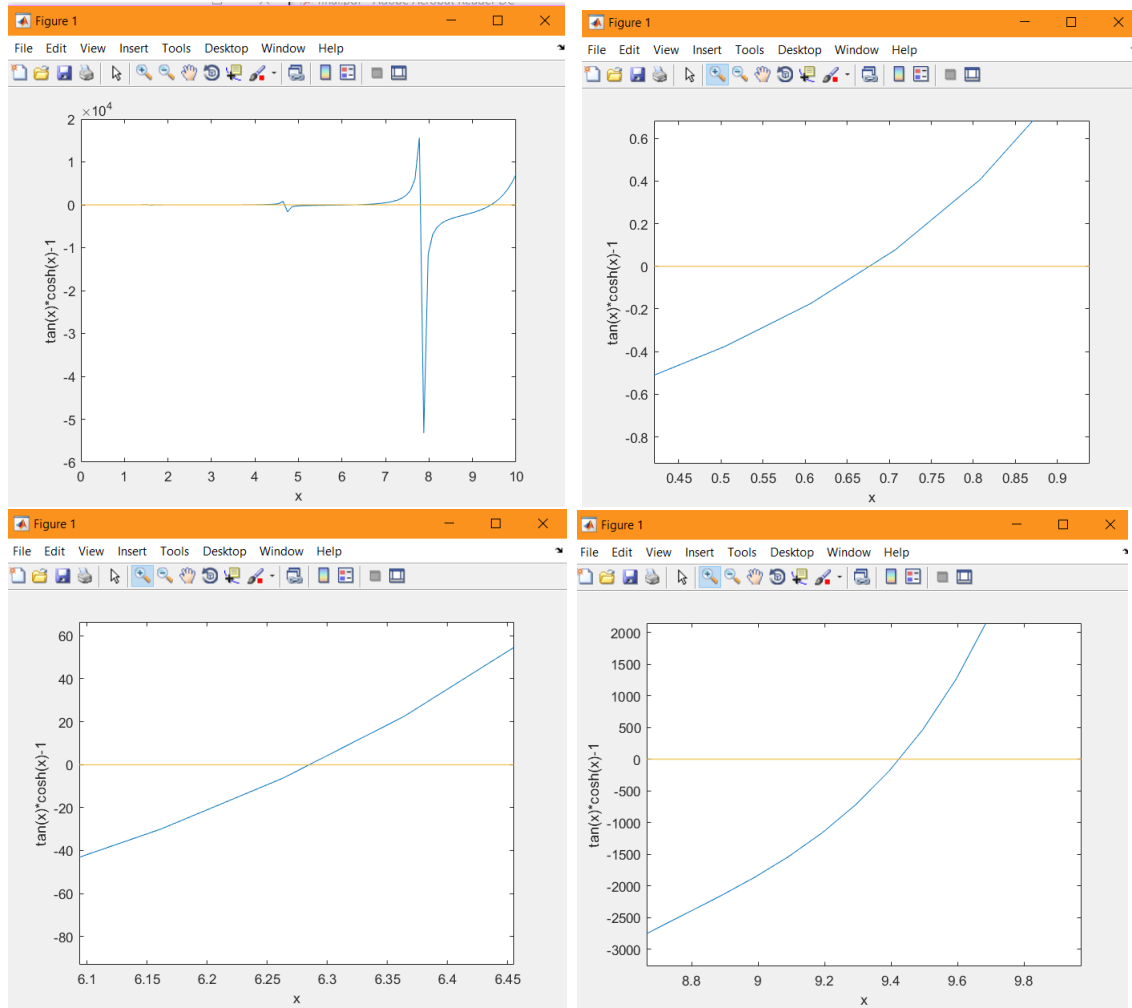 final.pdf - Adobe Acrobat Reader DC
Figure 1
File Edit View Insert Tools Desktop Window Help
×10⁴
2
1
0
-1
-2
-3
-4
-5
-6
0 1 2 3 4 5 6 7 8 9 10
tan(x)*cosh(x)-1
x
Figure 1
File Edit View Insert Tools Desktop Window Help
0.6
0.4
0.2
0
-0.2
-0.4
-0.6
-0.8
0.45 0.5 0.55 0.6 0.65 0.7 0.75 0.8 0.85 0.9
tan(x)*cosh(x)-1
x
Figure 1
File Edit View Insert Tools Desktop Window Help
60
40
20
0
-20
-40
-60
-80
6.1 6.15 6.2 6.25 6.3 6.35 6.4 6.45
tan(x)*cosh(x)-1
x
Figure 1
File Edit View Insert Tools Desktop Window Help
2000
1500
1000
500
0
-500
-1000
-1500
-2000
-2500
-3000
8.8 9 9.2 9.4 9.6 9.8
tan(x)*cosh(x)-1
x